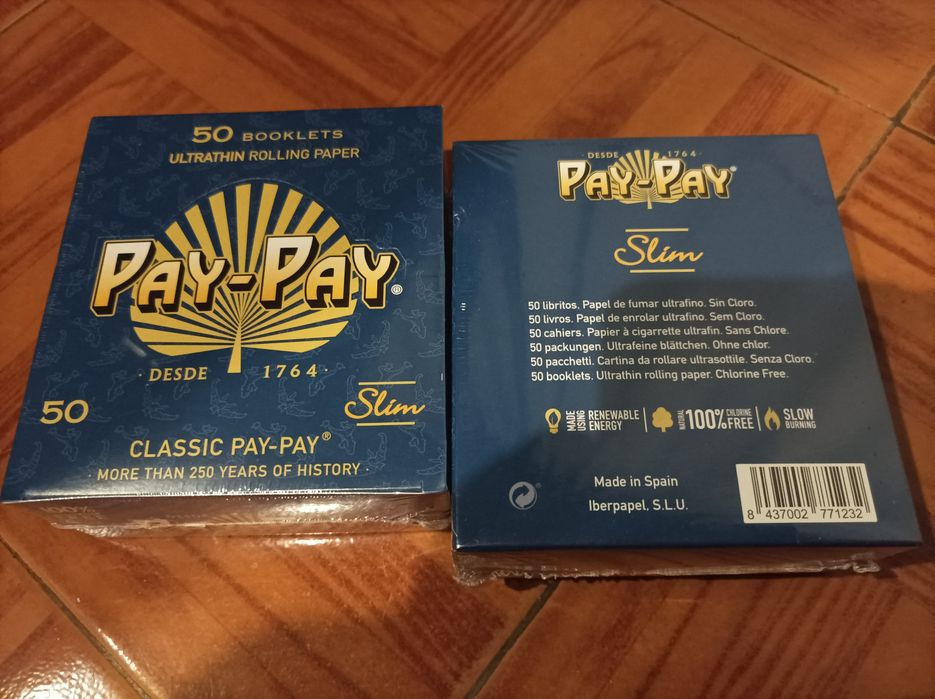 50 BOOKLETS
ULTRATHIN ROLLING PAPER
PAY-PAY®
· DESDE 1764 ·
50
Slim
CLASSIC PAY-PAY®
· MORE THAN 250 YEARS OF HISTORY ·
DESDE 1764
PAY-PAY®
Slim
50 libritos. Papel de fumar ultrafino. Sin Cloro.
50 livros. Papel de enrolar ultrafino. Sem Cloro.
50 cahiers. Papier à cigarrette ultrafin. Sans Chlore.
50 packungen. Ultrafeine blättchen. Ohne chlor.
50 pacchetti. Cartina da rollare ultrasottile. Senza Cloro.
50 booklets. Ultrathin rolling paper. Chlorine Free.
MADE USING RENEWABLE ENERGY
NATURAL 100% CHLORINE FREE
SLOW BURNING
Made in Spain
Iberpapel, S.L.U.
8 437002 771232